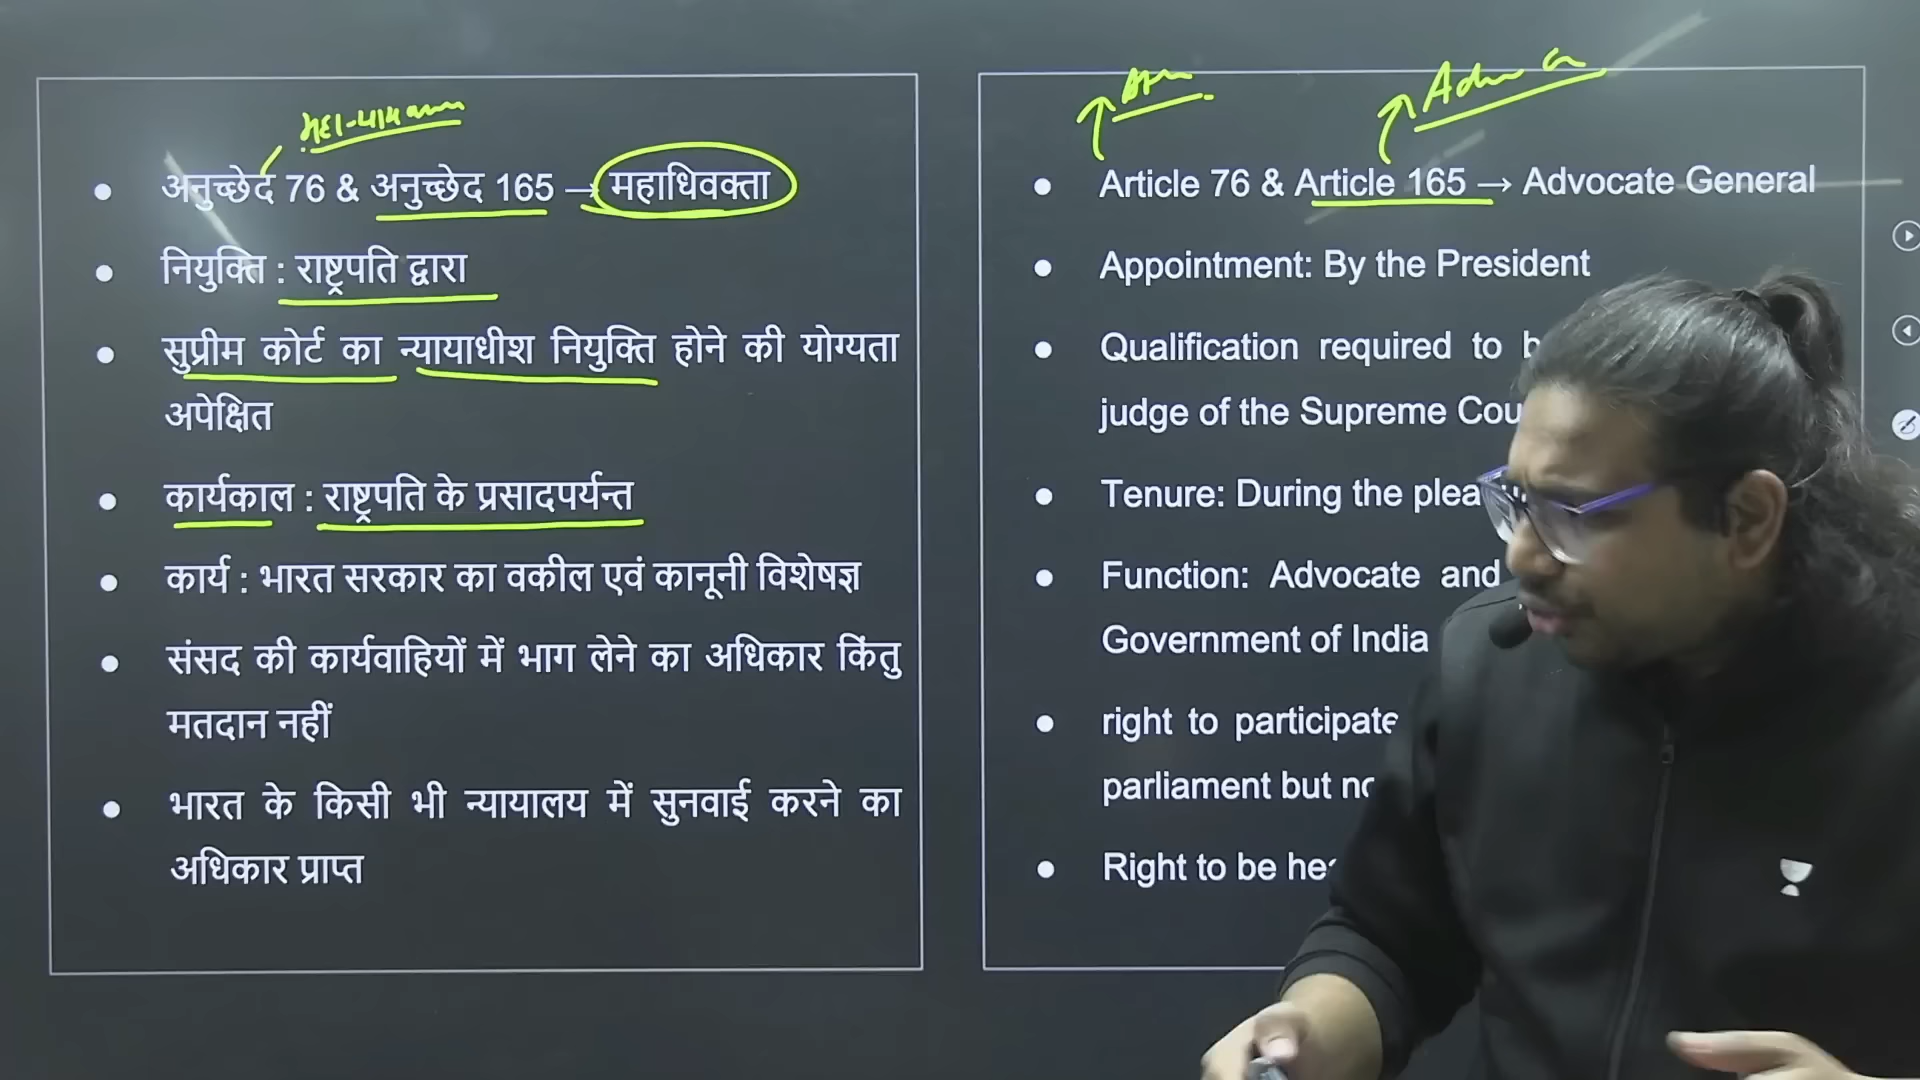 अनुच्छेद 76 & अनुच्छेद 165 → महाधिवक्ता
नियुक्ति : राष्ट्रपति द्वारा
सुप्रीम कोर्ट का न्यायाधीश नियुक्ति होने की योग्यता
अपेक्षित
कार्यकाल : राष्ट्रपति के प्रसादपर्यन्त
कार्य : भारत सरकार का वकील एवं कानूनी विशेषज्ञ
संसद की कार्यवाहियों में भाग लेने का अधिकार किंतु
मतदान नहीं
भारत के किसी भी न्यायालय में सुनवाई करने का
अधिकार प्राप्त
Article 76 & Article 165 → Advocate General
Appointment: By the President
Qualification required to
judge of the Supreme
Tenure: During the
Function: Advocate and
Government of India
right to participate
parliament but
Right to be